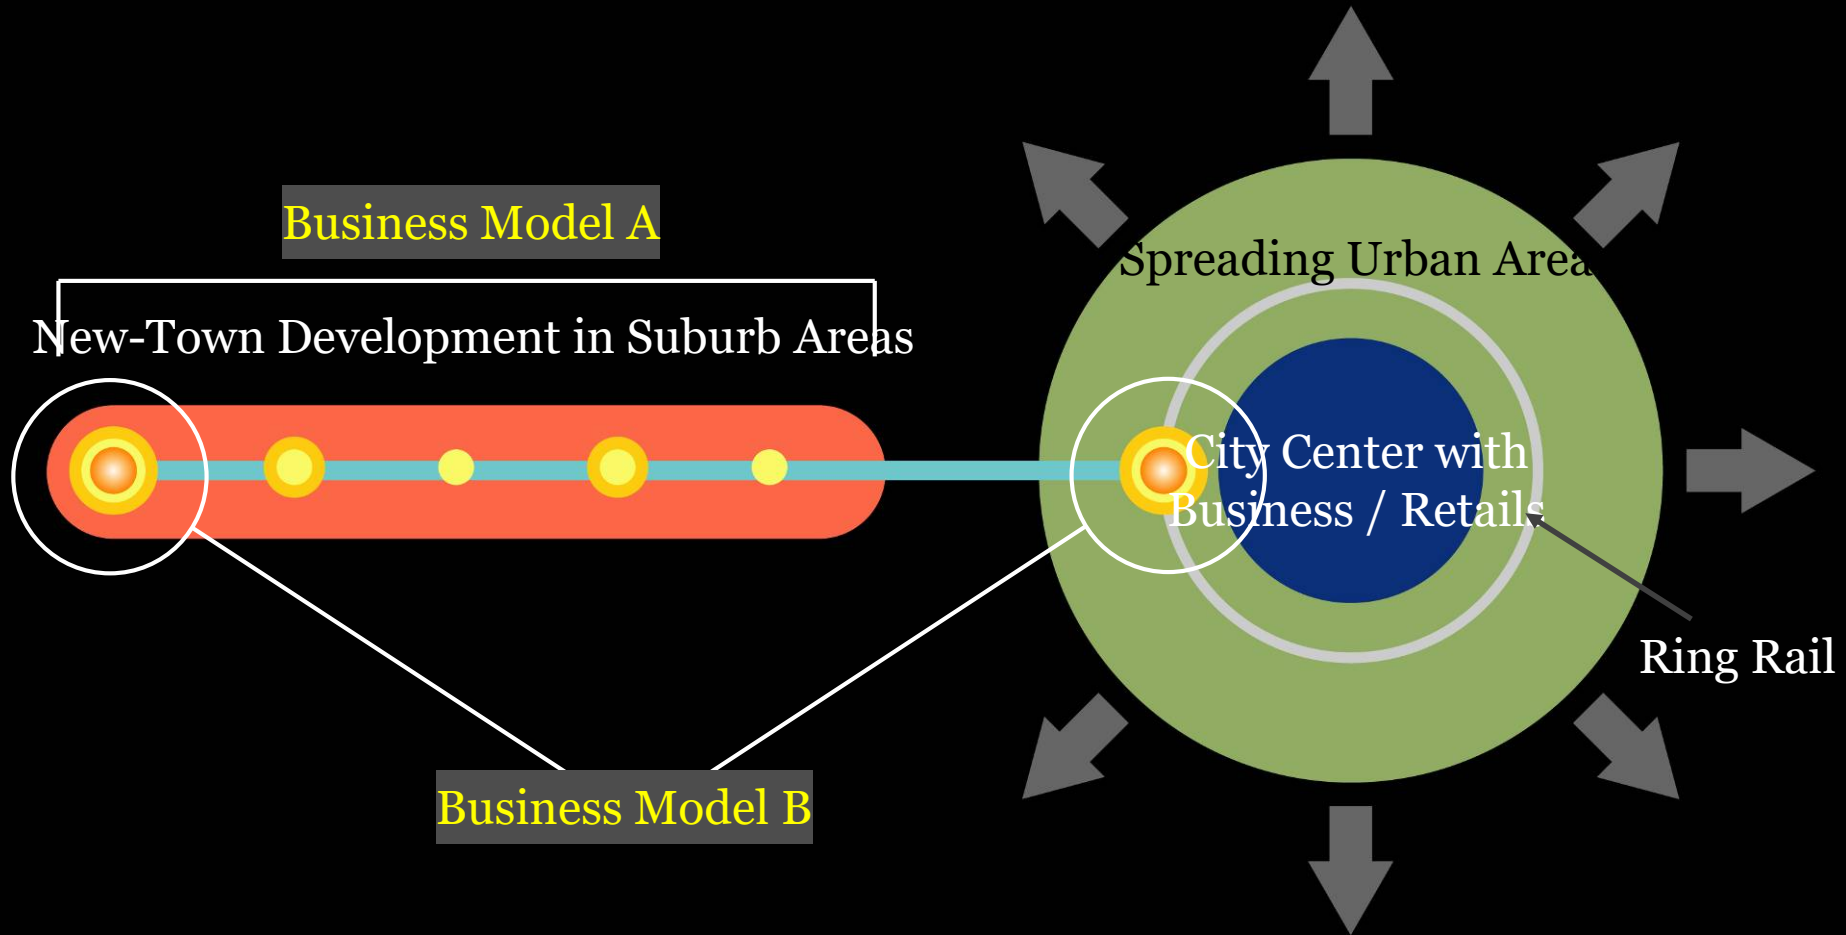 Business Model A
New-Town Development in Suburb Areas
Spreading Urban Area
City Center with
Business / Retails
Ring Rail
Business Model B